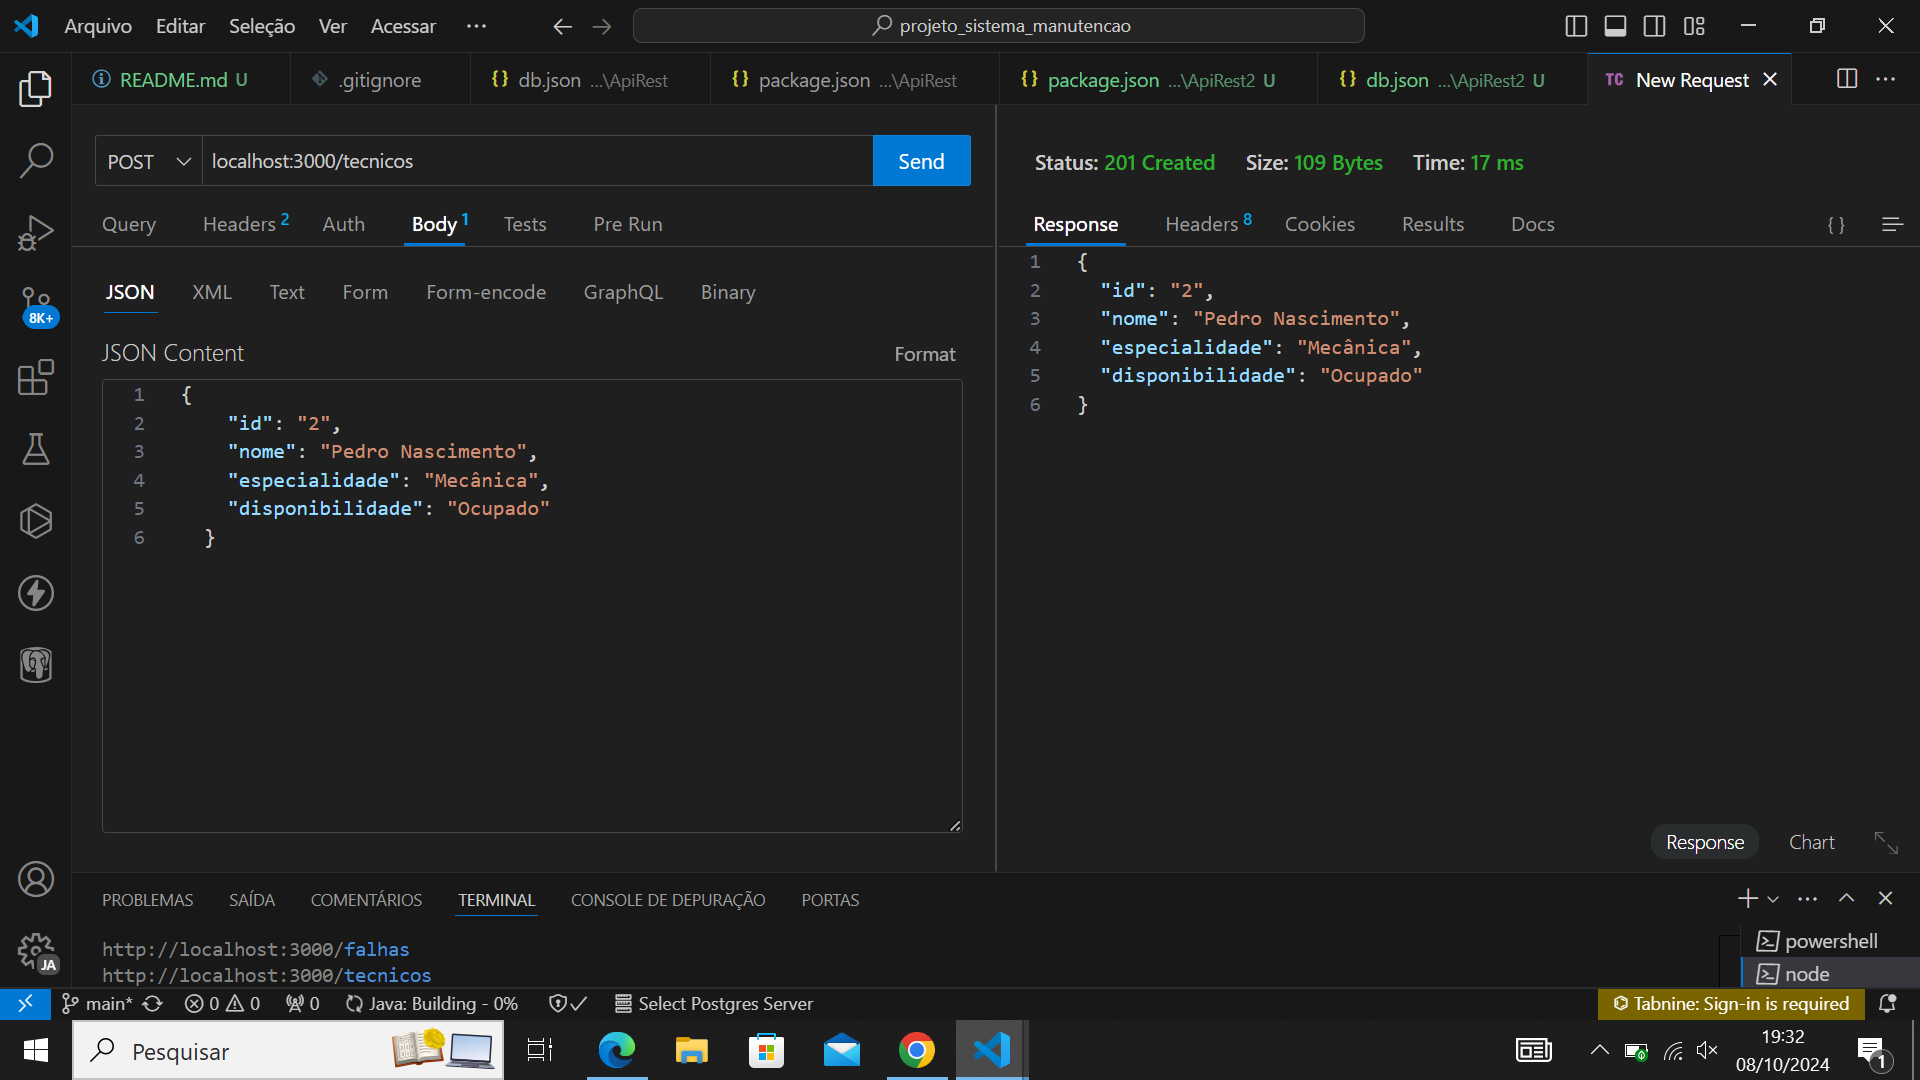 Arquivo Editar Seleção Ver Acessar ··· projeto_sistema_manutencao
README.md U .gitignore {} db.json ...\ApiRest {} package.json ...\ApiRest {} package.json ...\ApiRest2 U {} db.json ...\ApiRest2 U TC New Request
POST localhost:3000/tecnicos Send
Query Headers 2 Auth Body 1 Tests Pre Run
JSON XML Text Form Form-encode GraphQL Binary
JSON Content Format
1 {
2 "id": "2",
3 "nome": "Pedro Nascimento",
4 "especialidade": "Mecânica",
5 "disponibilidade": "Ocupado"
6 }
Status: 201 Created Size: 109 Bytes Time: 17 ms
Response Headers 8 Cookies Results Docs { }
1 {
2 "id": "2",
3 "nome": "Pedro Nascimento",
4 "especialidade": "Mecânica",
5 "disponibilidade": "Ocupado"
6 }
Response Chart
8K+
JA
PROBLEMAS SAÍDA COMENTÁRIOS TERMINAL CONSOLE DE DEPURAÇÃO PORTAS
http://localhost:3000/falhas
http://localhost:3000/tecnicos
powershell
node
main* 0 0 0 Java: Building - 0% Select Postgres Server Tabnine: Sign-in is required
Pesquisar
19:32
08/10/2024
1